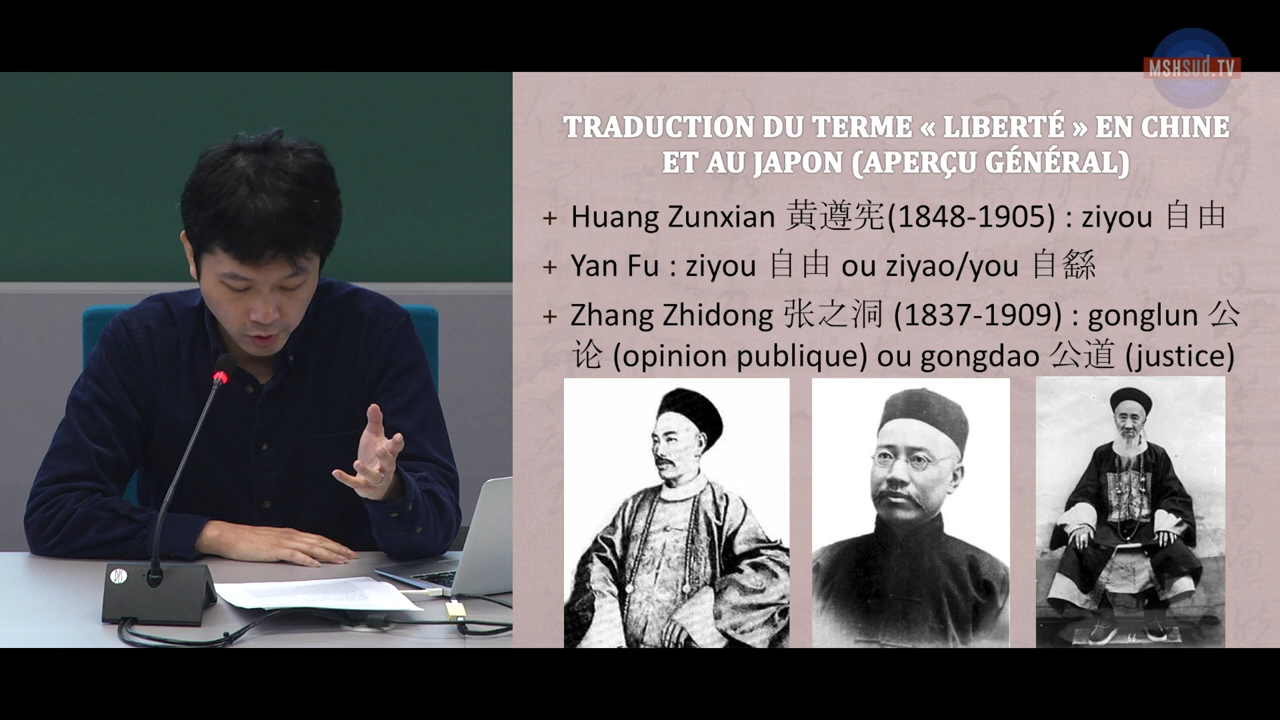 MSHsud.TV
TRADUCTION DU TERME « LIBERTÉ » EN CHINE
ET AU JAPON (APERÇU GÉNÉRAL)
+ Huang Zunxian 黄遵宪(1848-1905) : ziyou 自由
+ Yan Fu : ziyou 自由 ou ziyao/you 自繇
+ Zhang Zhidong 张之洞 (1837-1909) : gonglun 公
论 (opinion publique) ou gongdao 公道 (justice)